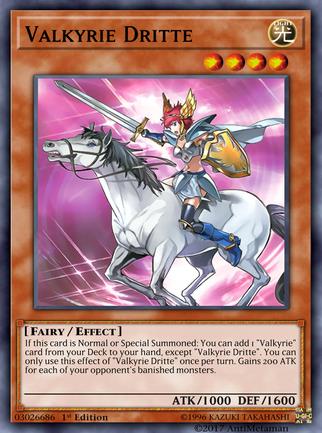 VALKYRIE DRITTE
LIGHT
光
[FAIRY / EFFECT]
If this card is Normal or Special Summoned: You can add 1 "Valkyrie"
card from your Deck to your hand, except "Valkyrie Dritte". You can
only use this effect of "Valkyrie Dritte" once per turn. Gains 200 ATK
for each of your opponent's banished monsters.
ATK/1000 DEF/1600
03026686 1st Edition ©1996 KAZUKI TAKAHASHI
©2017 AntiMetaman